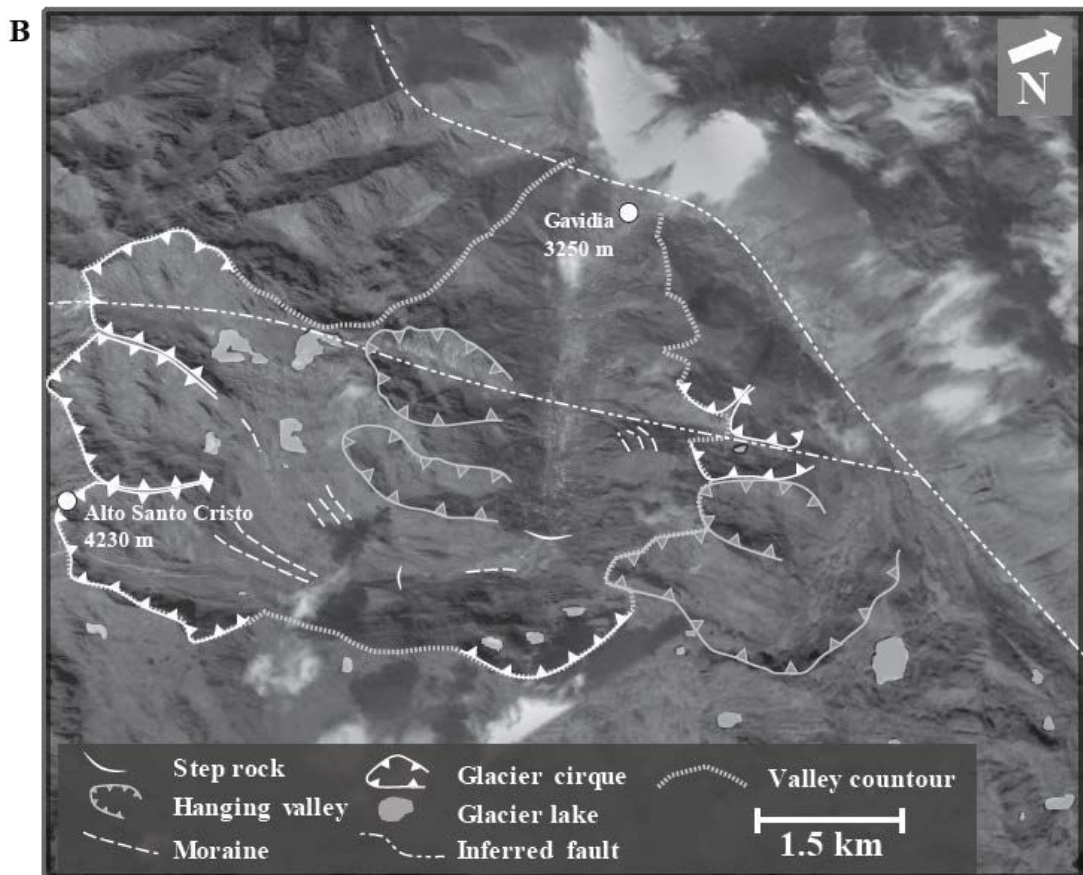 B
N
Gavidia
3250 m
Alto Santo Cristo
4230 m
Step rock
Hanging valley
Moraine
Glacier cirque
Glacier lake
Inferred fault
Valley countour
1.5 km